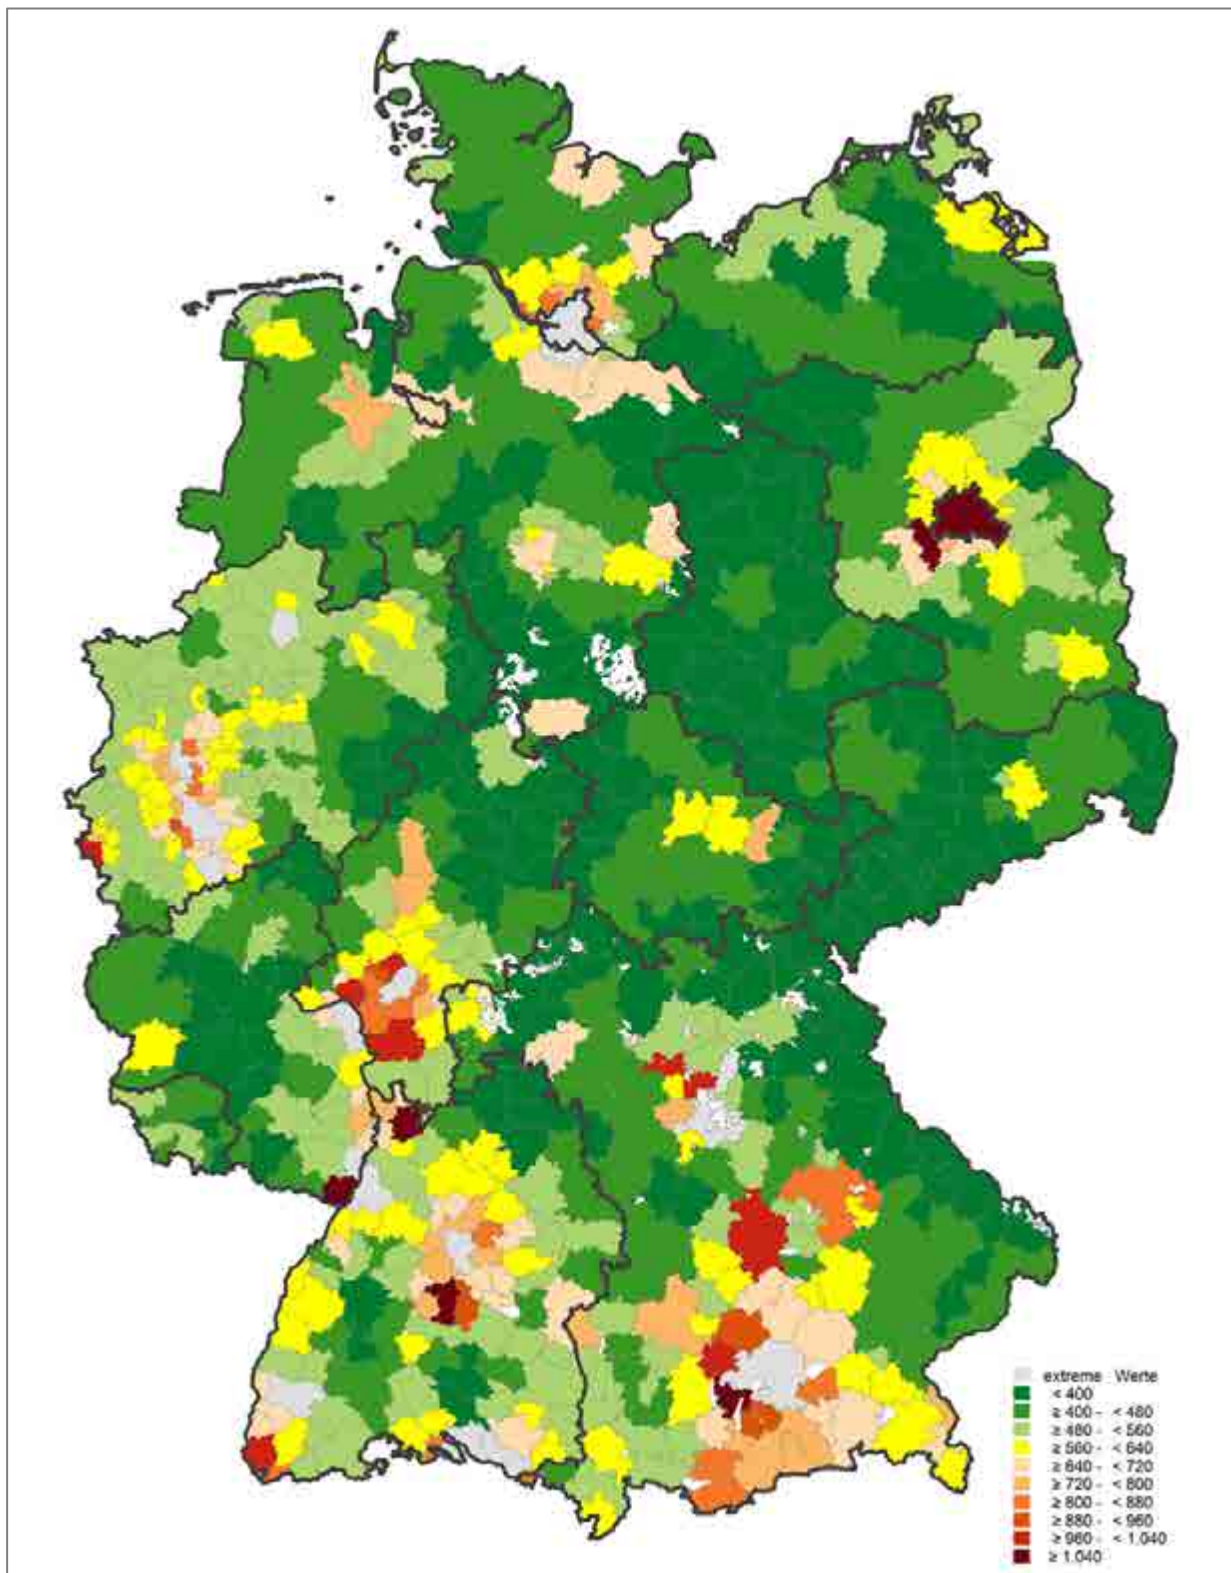 extreme Werte
< 400
≥ 400 - < 480
≥ 480 - < 560
≥ 560 - < 640
≥ 640 - < 720
≥ 720 - < 800
≥ 800 - < 880
≥ 880 - < 960
≥ 960 - < 1.040
≥ 1.040